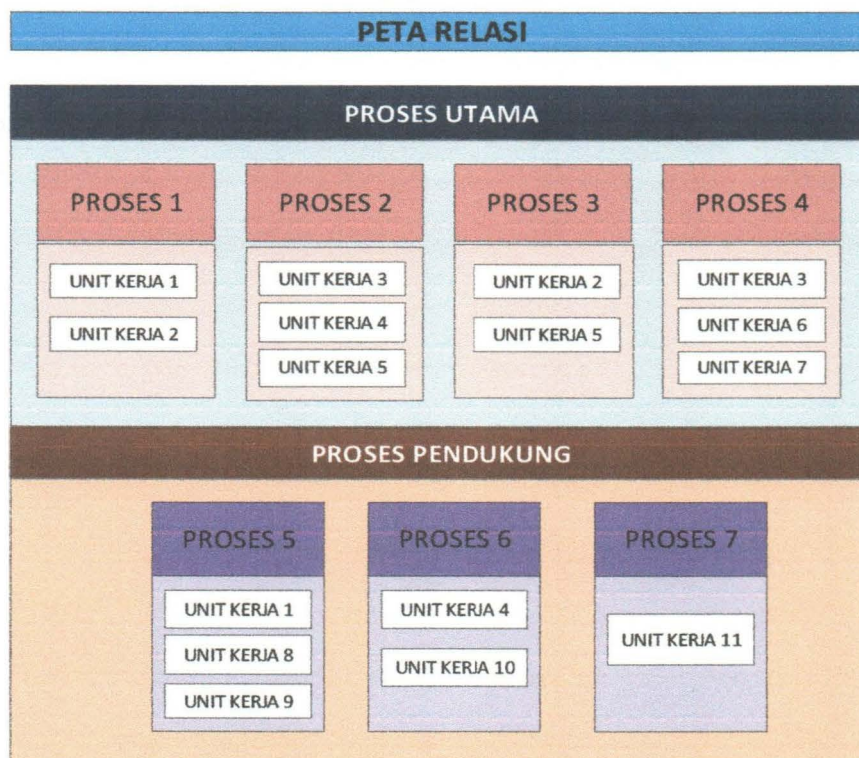 PETA RELASI
PROSES UTAMA
PROSES 1
UNIT KERJA 1
UNIT KERJA 2
PROSES 2
UNIT KERJA 3
UNIT KERJA 4
UNIT KERJA 5
PROSES 3
UNIT KERJA 2
UNIT KERJA 5
PROSES 4
UNIT KERJA 3
UNIT KERJA 6
UNIT KERJA 7
PROSES PENDUKUNG
PROSES 5
UNIT KERJA 1
UNIT KERJA 8
UNIT KERJA 9
PROSES 6
UNIT KERJA 4
UNIT KERJA 10
PROSES 7
UNIT KERJA 11